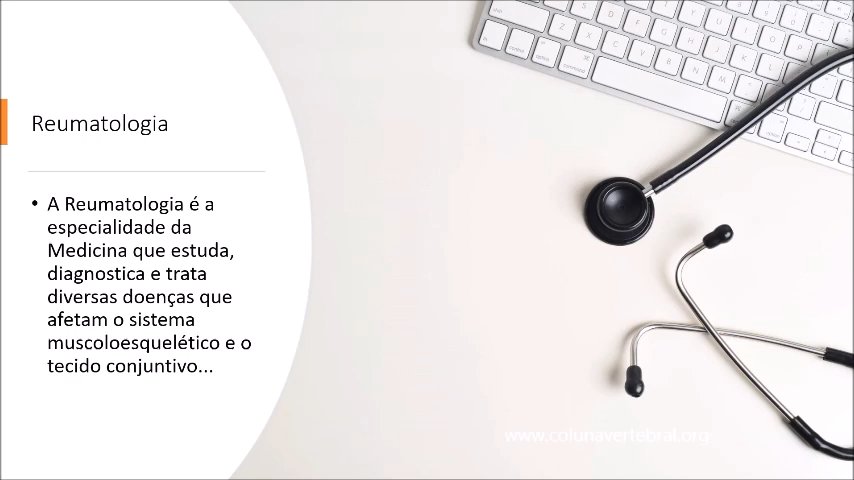 Reumatologia
• A Reumatologia é a
especialidade da
Medicina que estuda,
diagnostica e trata
diversas doenças que
afetam o sistema
muscoloesquelético e o
tecido conjuntivo...
www.colunavertebral.org